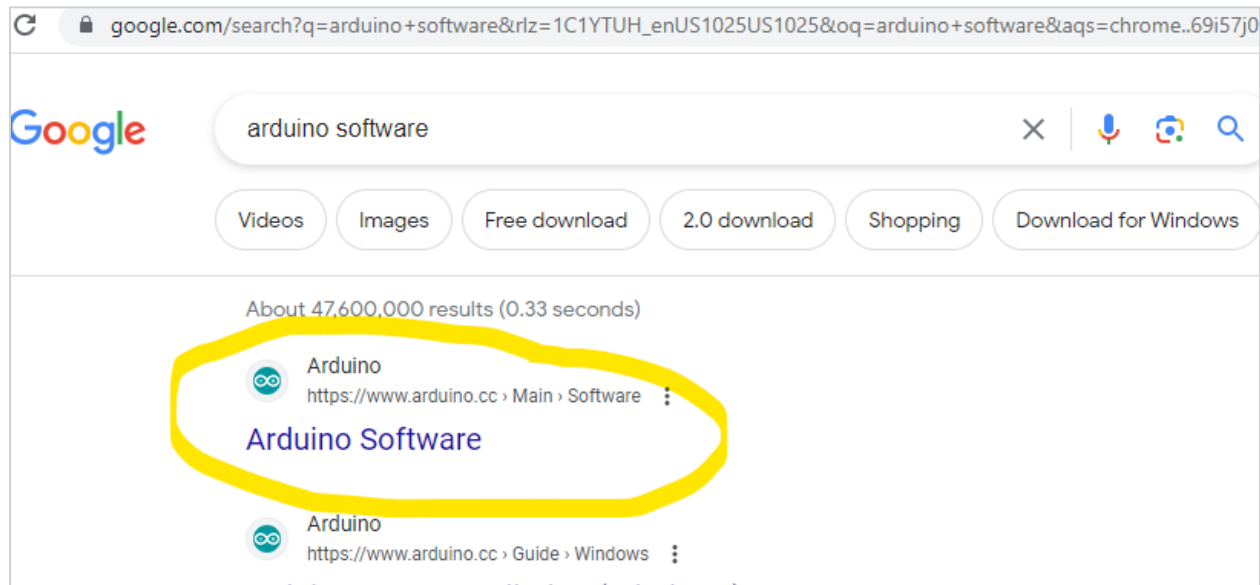 google.com/search?q=arduino+software&rlz=1C1YTUH_enUS1025US1025&oq=arduino+software&aqs=chrome..69i57j0
Google
arduino software
Videos Images Free download 2.0 download Shopping Download for Windows
About 47,600,000 results (0.33 seconds)
Arduino
https://www.arduino.cc › Main › Software
Arduino Software
Arduino
https://www.arduino.cc › Guide › Windows